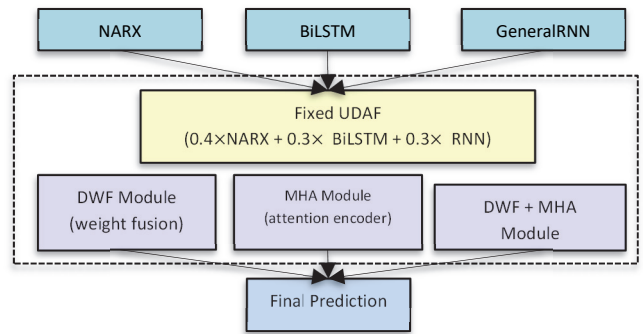 NARX
BiLSTM
GeneralRNN
Fixed UDAF
(0.4×NARX + 0.3× BiLSTM + 0.3× RNN)
DWF Module
(weight fusion)
MHA Module
(attention encoder)
DWF + MHA
Module
Final Prediction